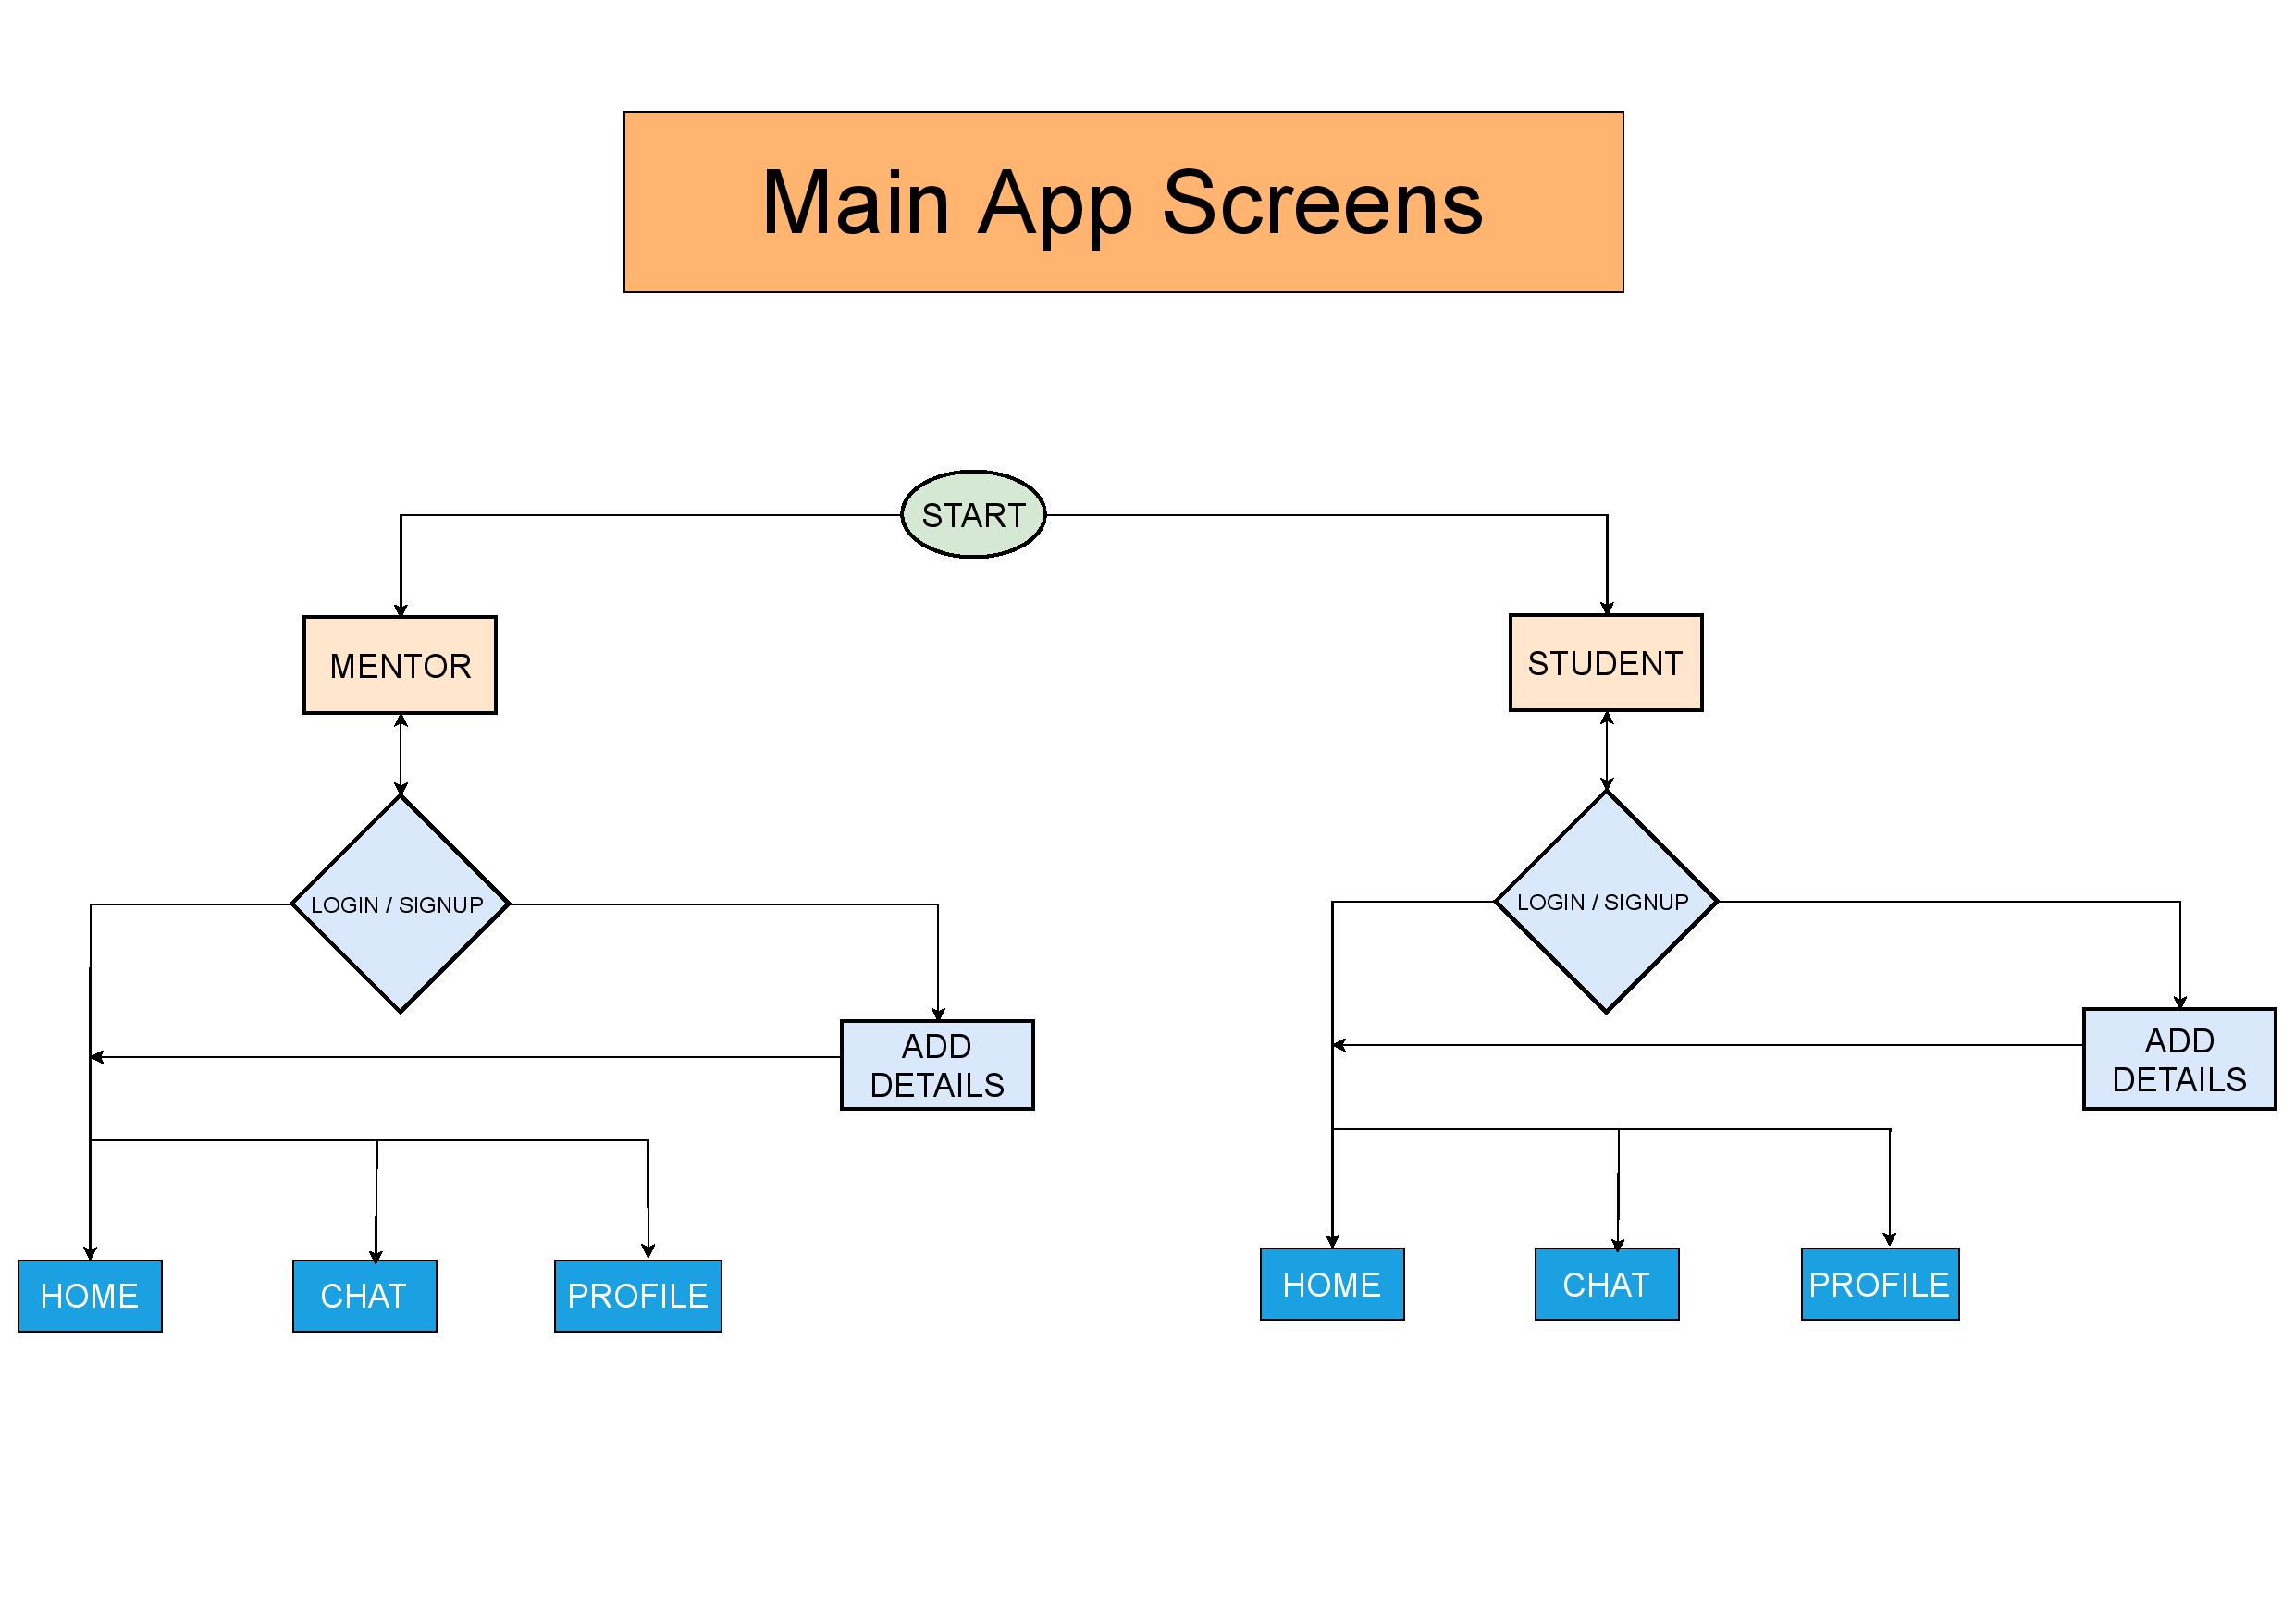 Main App Screens
START
MENTOR
STUDENT
LOGIN / SIGNUP
LOGIN / SIGNUP
ADD
DETAILS
ADD
DETAILS
HOME
CHAT
PROFILE
HOME
CHAT
PROFILE